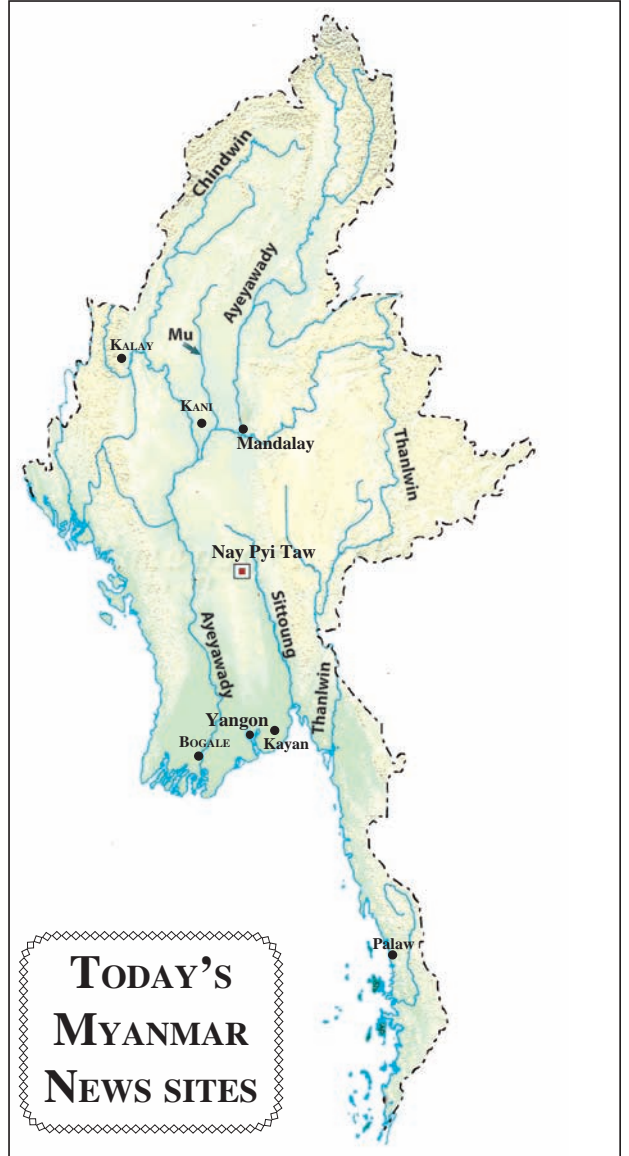 Chindwin
Ayeyawady
Mu
KALAY
KANI
Mandalay
Thanlwin
Nay Pyi Taw
Sittoung
Ayeyawady
Thanlwin
Yangon
Kayan
BOGALE
Palaw
TODAY'S
MYANMAR
NEWS SITES